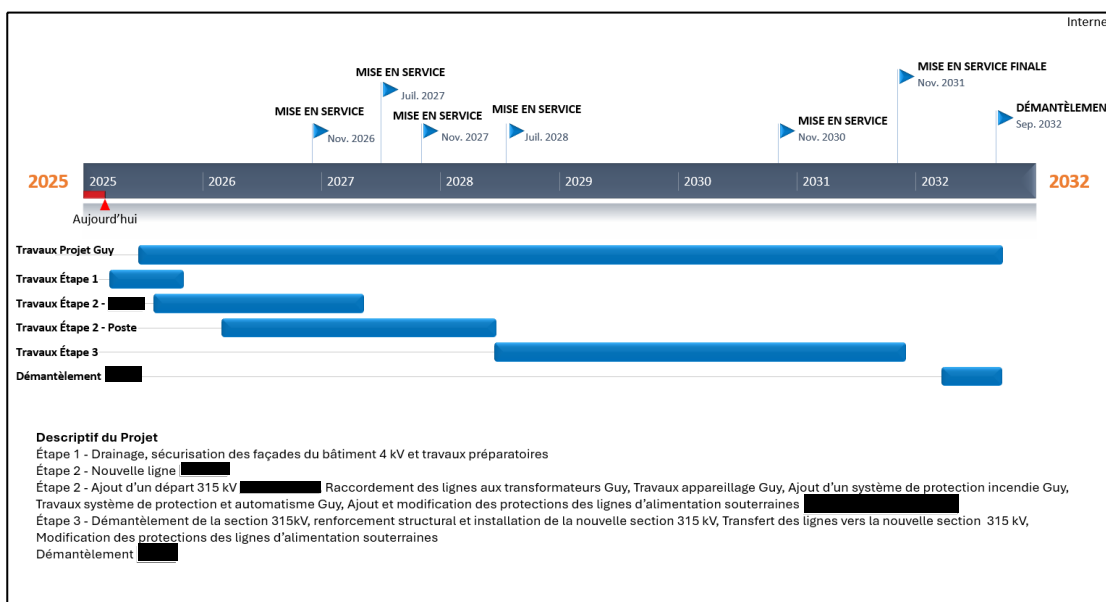 Interne
MISE EN SERVICE FINALE
Nov. 2031
MISE EN SERVICE
Juil. 2027
MISE EN SERVICE
Nov. 2026
MISE EN SERVICE
Nov. 2027
MISE EN SERVICE
Juil. 2028
MISE EN SERVICE
Nov. 2030
DÉMANTÈLEMEN
Sep. 2032
2025 2025 2026 2027 2028 2029 2030 2031 2032 2032
Aujourd'hui
Travaux Projet Guy
Travaux Étape 1
Travaux Étape 2 -
Travaux Étape 2 - Poste
Travaux Étape 3
Démantèlement
Descriptif du Projet
Étape 1 - Drainage, sécurisation des façades du bâtiment 4 kV et travaux préparatoires
Étape 2 - Nouvelle ligne
Étape 2 - Ajout d'un départ 315 kV Raccordement des lignes aux transformateurs Guy, Travaux appareillage Guy, Ajout d'un système de protection incendie Guy,
Travaux système de protection et automatisme Guy, Ajout et modification des protections des lignes d'alimentation souterraines
Étape 3 - Démantèlement de la section 315kV, renforcement structural et installation de la nouvelle section 315 kV, Transfert des lignes vers la nouvelle section 315 kV,
Modification des protections des lignes d'alimentation souterraines
Démantèlement